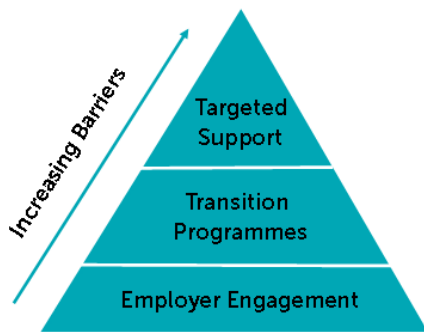 Increasing Barriers
Targeted
Support
Transition
Programmes
Employer Engagement